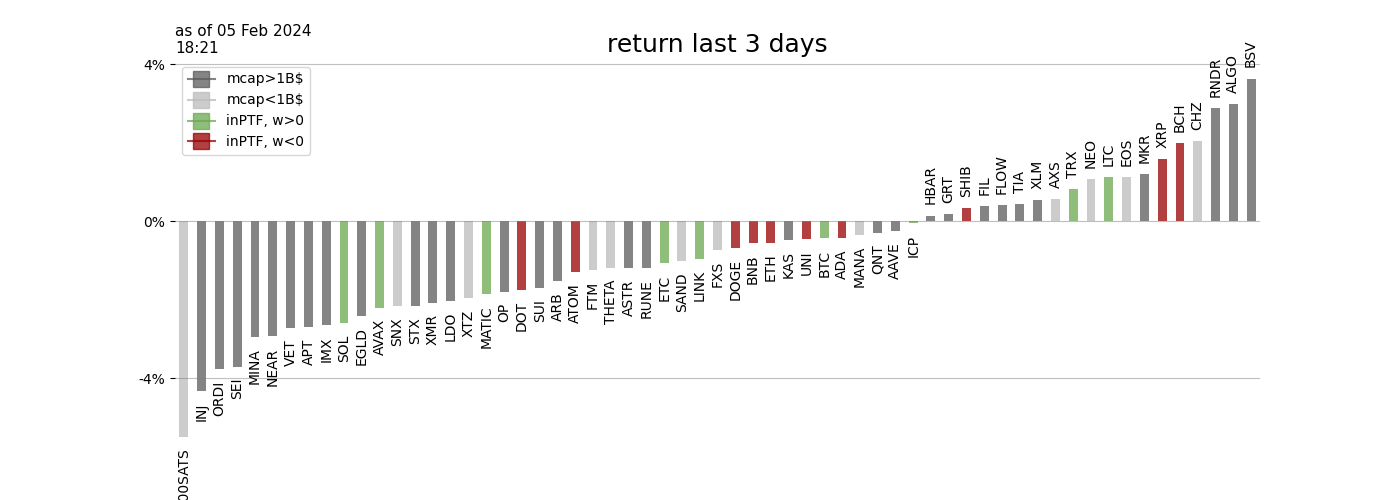 as of 05 Feb 2024
18:21
return last 3 days
4%
0%
-4%
mcap>1B$
mcap<1B$
inPTF, w>0
inPTF, w<0
00SATS
INJ
ORDI
SEI
MINA
NEAR
VET
APT
IMX
SOL
EGLD
AVAX
SNX
STX
XMR
LDO
XTZ
MATIC
OP
DOT
SUI
ARB
ATOM
FTM
THETA
ASTR
RUNE
ETC
SAND
LINK
FXS
DOGE
BNB
ETH
KAS
UNI
BTC
ADA
MANA
QNT
AAVE
ICP
HBAR
GRT
SHIB
FIL
FLOW
TIA
XLM
AXS
TRX
NEO
LTC
EOS
MKR
XRP
BCH
CHZ
RNDR
ALGO
BSV